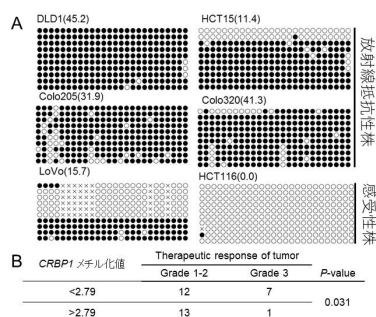 A
DLD1(45.2)
HCT15(11.4)
Colo205(31.9)
Colo320(41.3)
LoVo(15.7)
HCT116(0.0)
放射線抵抗性株
感受性株
B
CRBP1 メチル化値
Therapeutic response of tumor
Grade 1-2
Grade 3
P-value
<2.79
12
7
0.031
>2.79
13
1